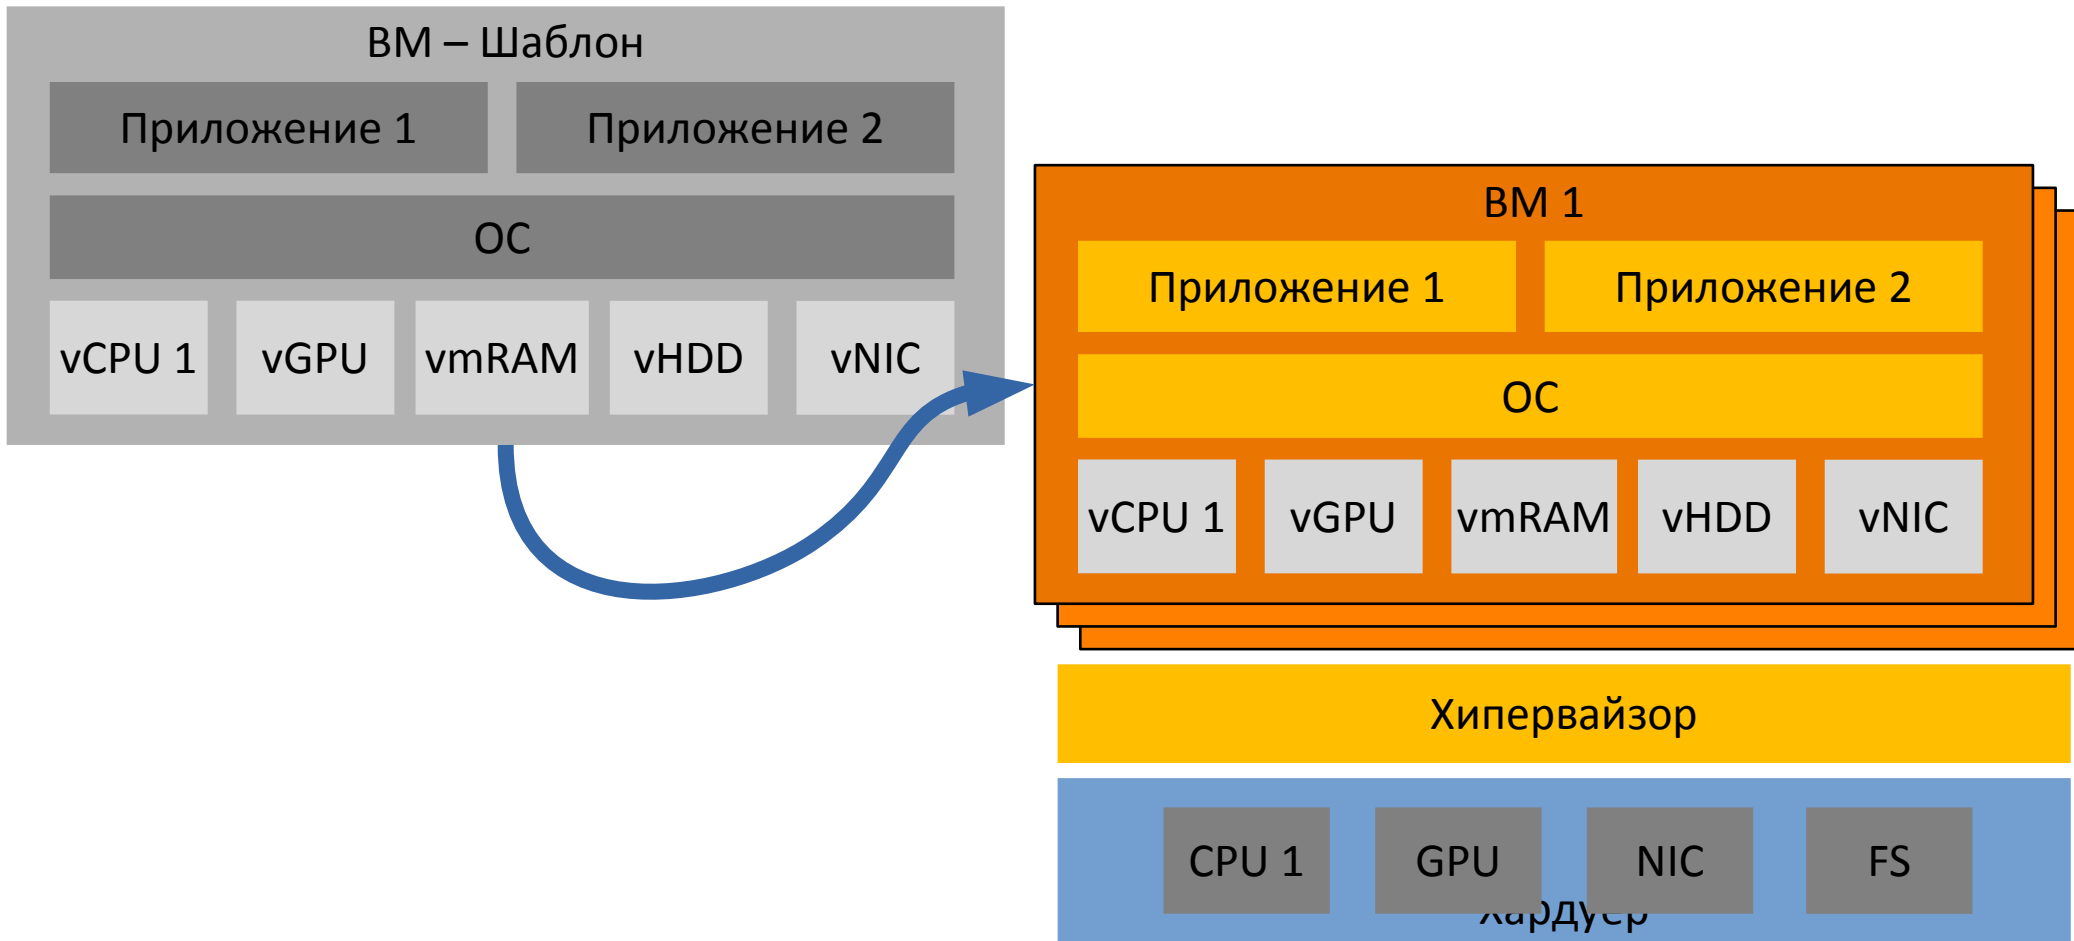 ВМ – Шаблон
Приложение 1 Приложение 2
ОС
vCPU 1 vGPU vmRAM vHDD vNIC
ВМ 1
Приложение 1 Приложение 2
ОС
vCPU 1 vGPU vmRAM vHDD vNIC
Хипервайзор
CPU 1 GPU NIC FS
Хардуер